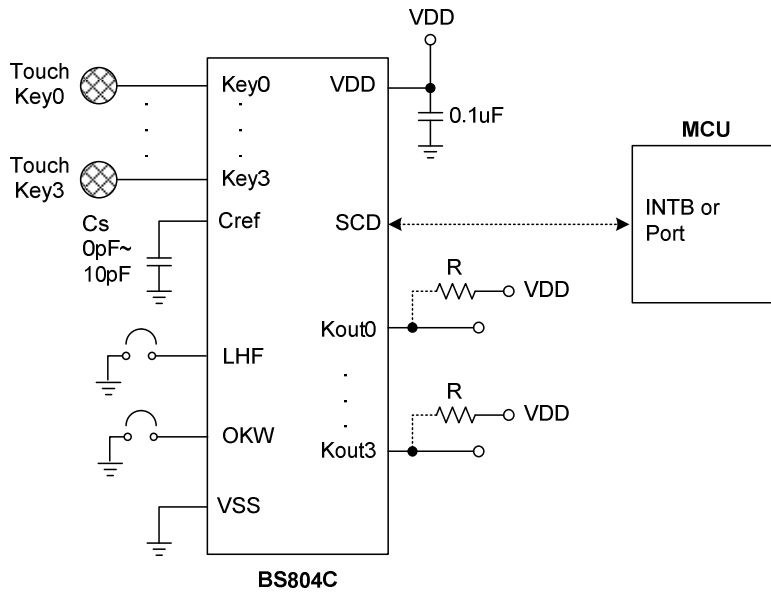 VDD
Touch
Key0
Key0
VDD
0.1uF
MCU
Touch
Key3
Key3
Cs
0pF~
10pF
Cref
SCD
INTB or
Port
R
VDD
Kout0
LHF
R
VDD
OKW
Kout3
VSS
BS804C